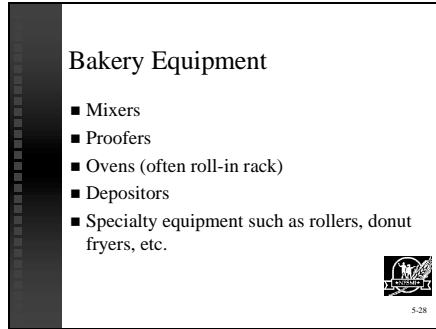 Bakery Equipment
■ Mixers
■ Proofers
■ Ovens (often roll-in rack)
■ Depositors
■ Specialty equipment such as rollers, donut
fryers, etc.
NFSMI
5-28